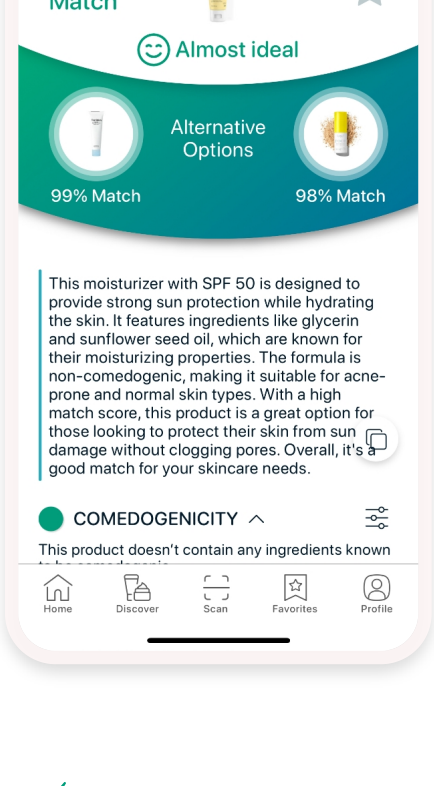 Match
Almost ideal
Alternative
Options
99% Match
98% Match
This moisturizer with SPF 50 is designed to
provide strong sun protection while hydrating
the skin. It features ingredients like glycerin
and sunflower seed oil, which are known for
their moisturizing properties. The formula is
non-comedogenic, making it suitable for acne-
prone and normal skin types. With a high
match score, this product is a great option for
those looking to protect their skin from sun
damage without clogging pores. Overall, it's a
good match for your skincare needs.
COMEDOGENICITY
This product doesn't contain any ingredients known
Home
Discover
Scan
Favorites
Profile